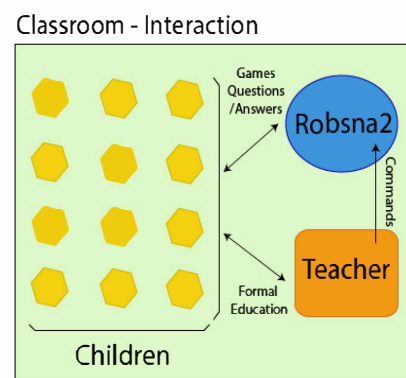 Classroom - Interaction
Games
Questions
/Answers
Robsna2
Commands
Teacher
Formal
Education
Children